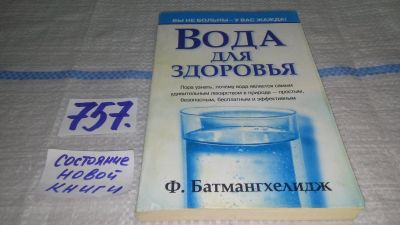 ВЫ НЕ БОЛЬНЫ - У ВАС ЖАЖДА!
ВОДА
ДЛЯ
ЗДОРОВЬЯ
Пора узнать, почему вода является самым
удивительным лекарством в природе — простым,
безопасным, бесплатным и эффективным
Ф. Батмангхелидж
757.
СОСТОЯНИЕ
НОВОЙ
КНИГИ